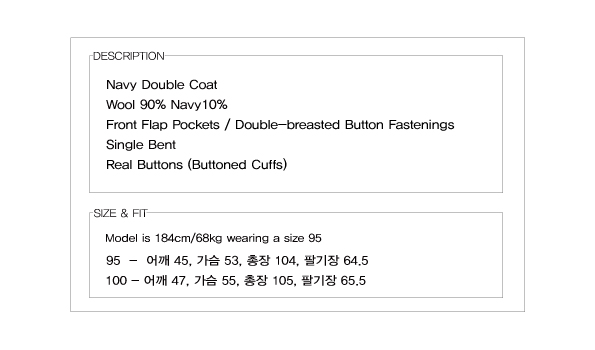 DESCRIPTION
Navy Double Coat
Wool 90% Navy10%
Front Flap Pockets / Double-breasted Button Fastenings
Single Bent
Real Buttons (Buttoned Cuffs)
SIZE & FIT
Model is 184cm/68kg wearing a size 95
95 - 어깨 45, 가슴 53, 총장 104, 팔기장 64.5
100 - 어깨 47, 가슴 55, 총장 105, 팔기장 65.5